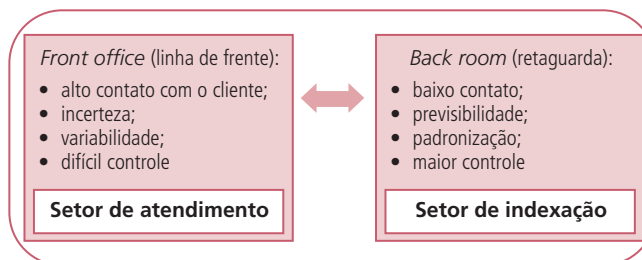 Front office (linha de frente):
• alto contato com o cliente;
• incerteza;
• variabilidade;
• difícil controle
Setor de atendimento
Back room (retaguarda):
• baixo contato;
• previsibilidade;
• padronização;
• maior controle
Setor de indexação